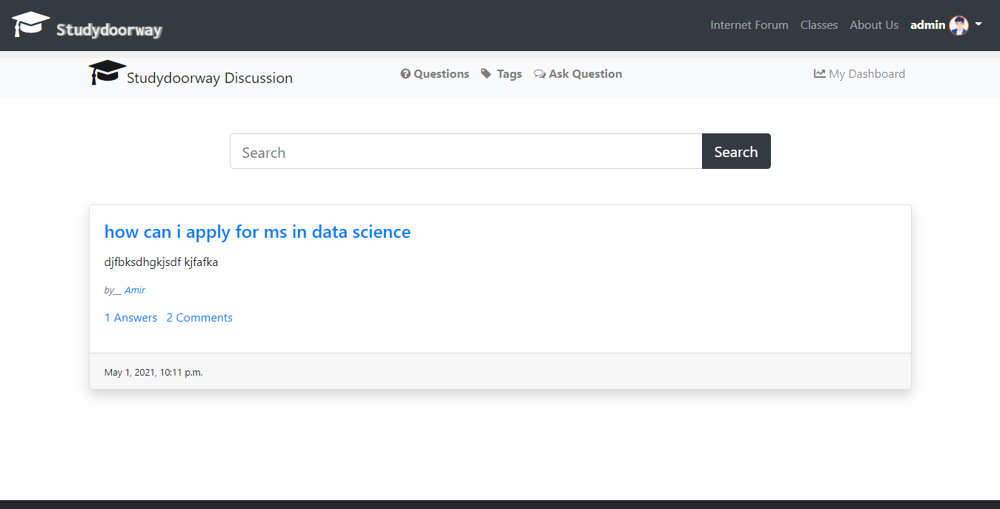 Studydoorway
Internet Forum Classes About Us admin
Studydoorway Discussion
Questions Tags Ask Question
My Dashboard
Search Search
how can i apply for ms in data science
djfbksdhgkjsdf kjfafka
by__ Amir
1 Answers 2 Comments
May 1, 2021, 10:11 p.m.